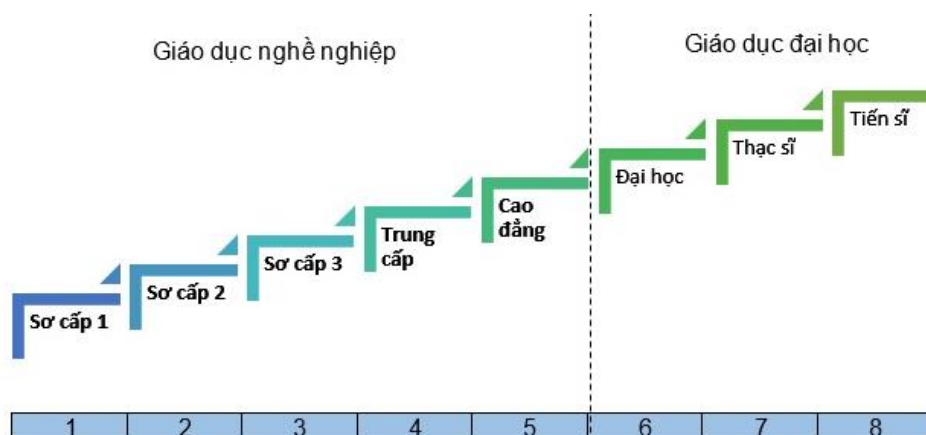 Giáo dục nghề nghiệp
Giáo dục đại học
Sơ cấp 1
Sơ cấp 2
Sơ cấp 3
Trung
cấp
Cao
đẳng
Đại học
Thạc sĩ
Tiến sĩ
1 2 3 4 5 6 7 8